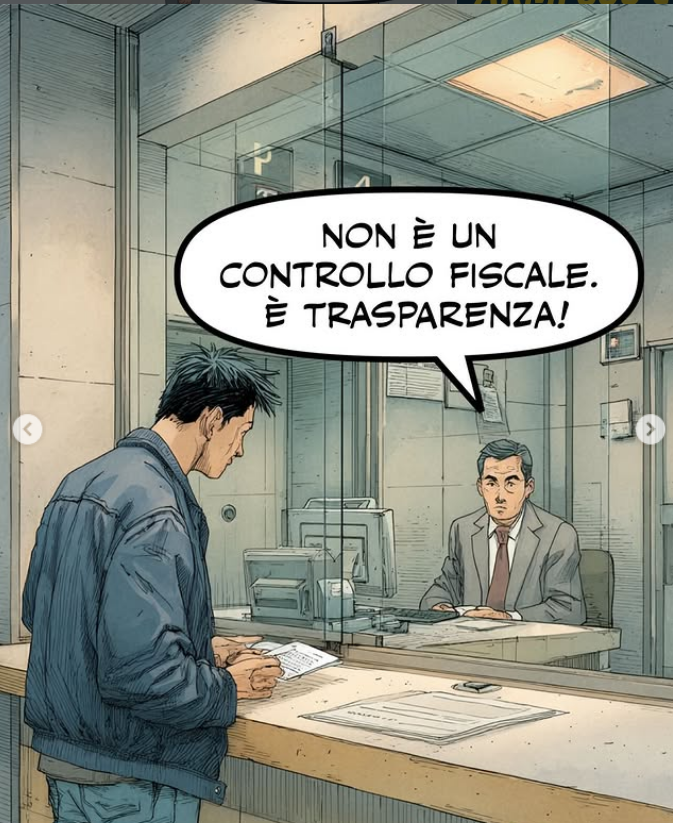 NON È UN
CONTROLLO FISCALE.
È TRASPARENZA!